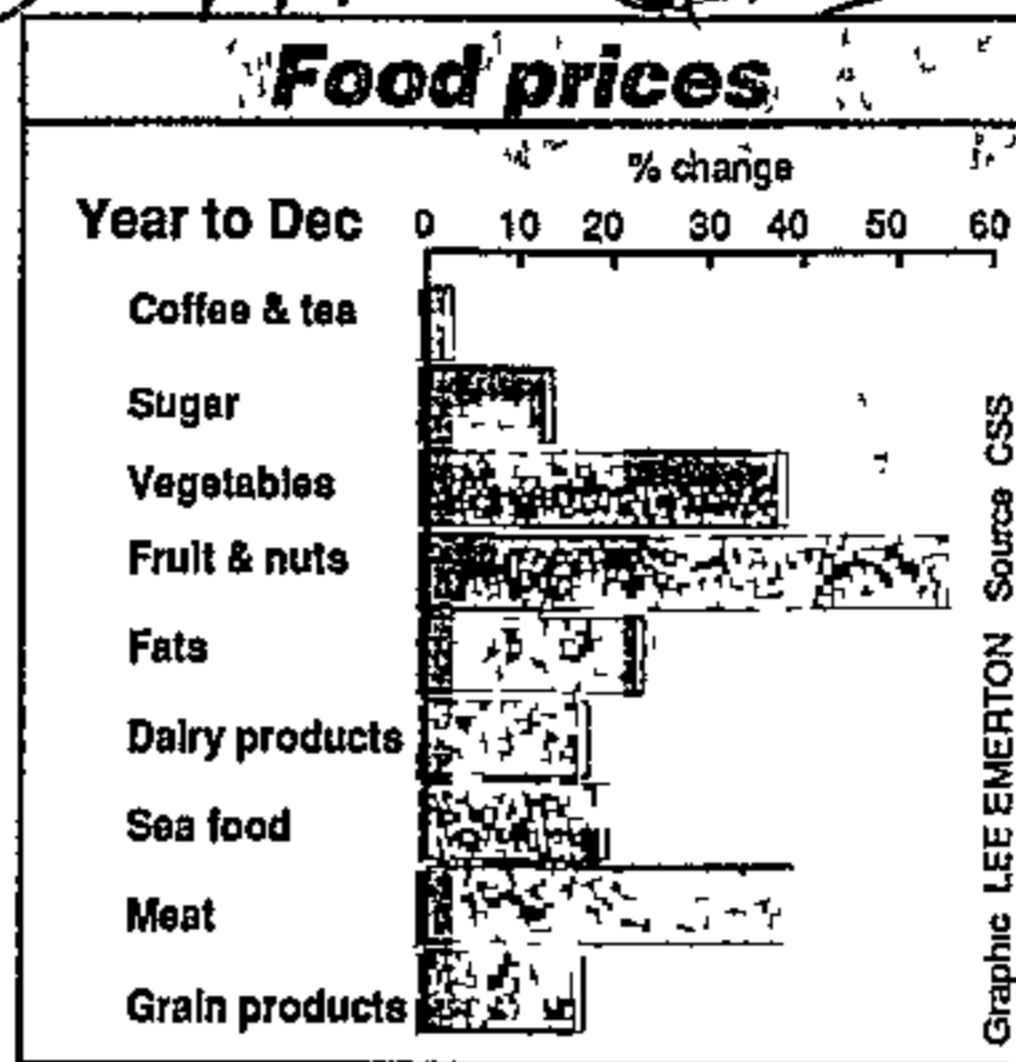 Food prices
% change
Year to Dec 0 10 20 30 40 50 60
Coffee & tea
Sugar
Vegetables
Fruit & nuts
Fats
Dairy products
Sea food
Meat
Grain products
Graphic LEE EMERTON Source CSS